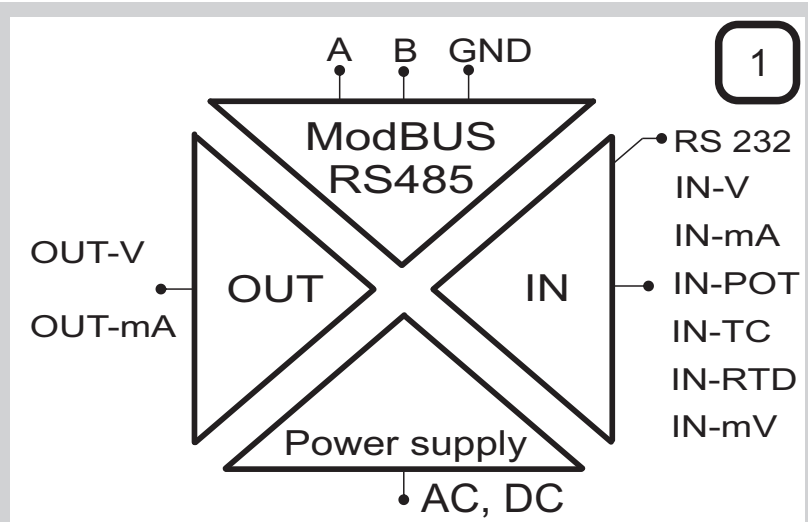 A B GND
1
ModBUS
RS485
RS 232
IN-V
IN-mA
OUT-V
OUT
IN
IN-POT
OUT-mA
IN-TC
IN-RTD
IN-mV
Power supply
AC, DC